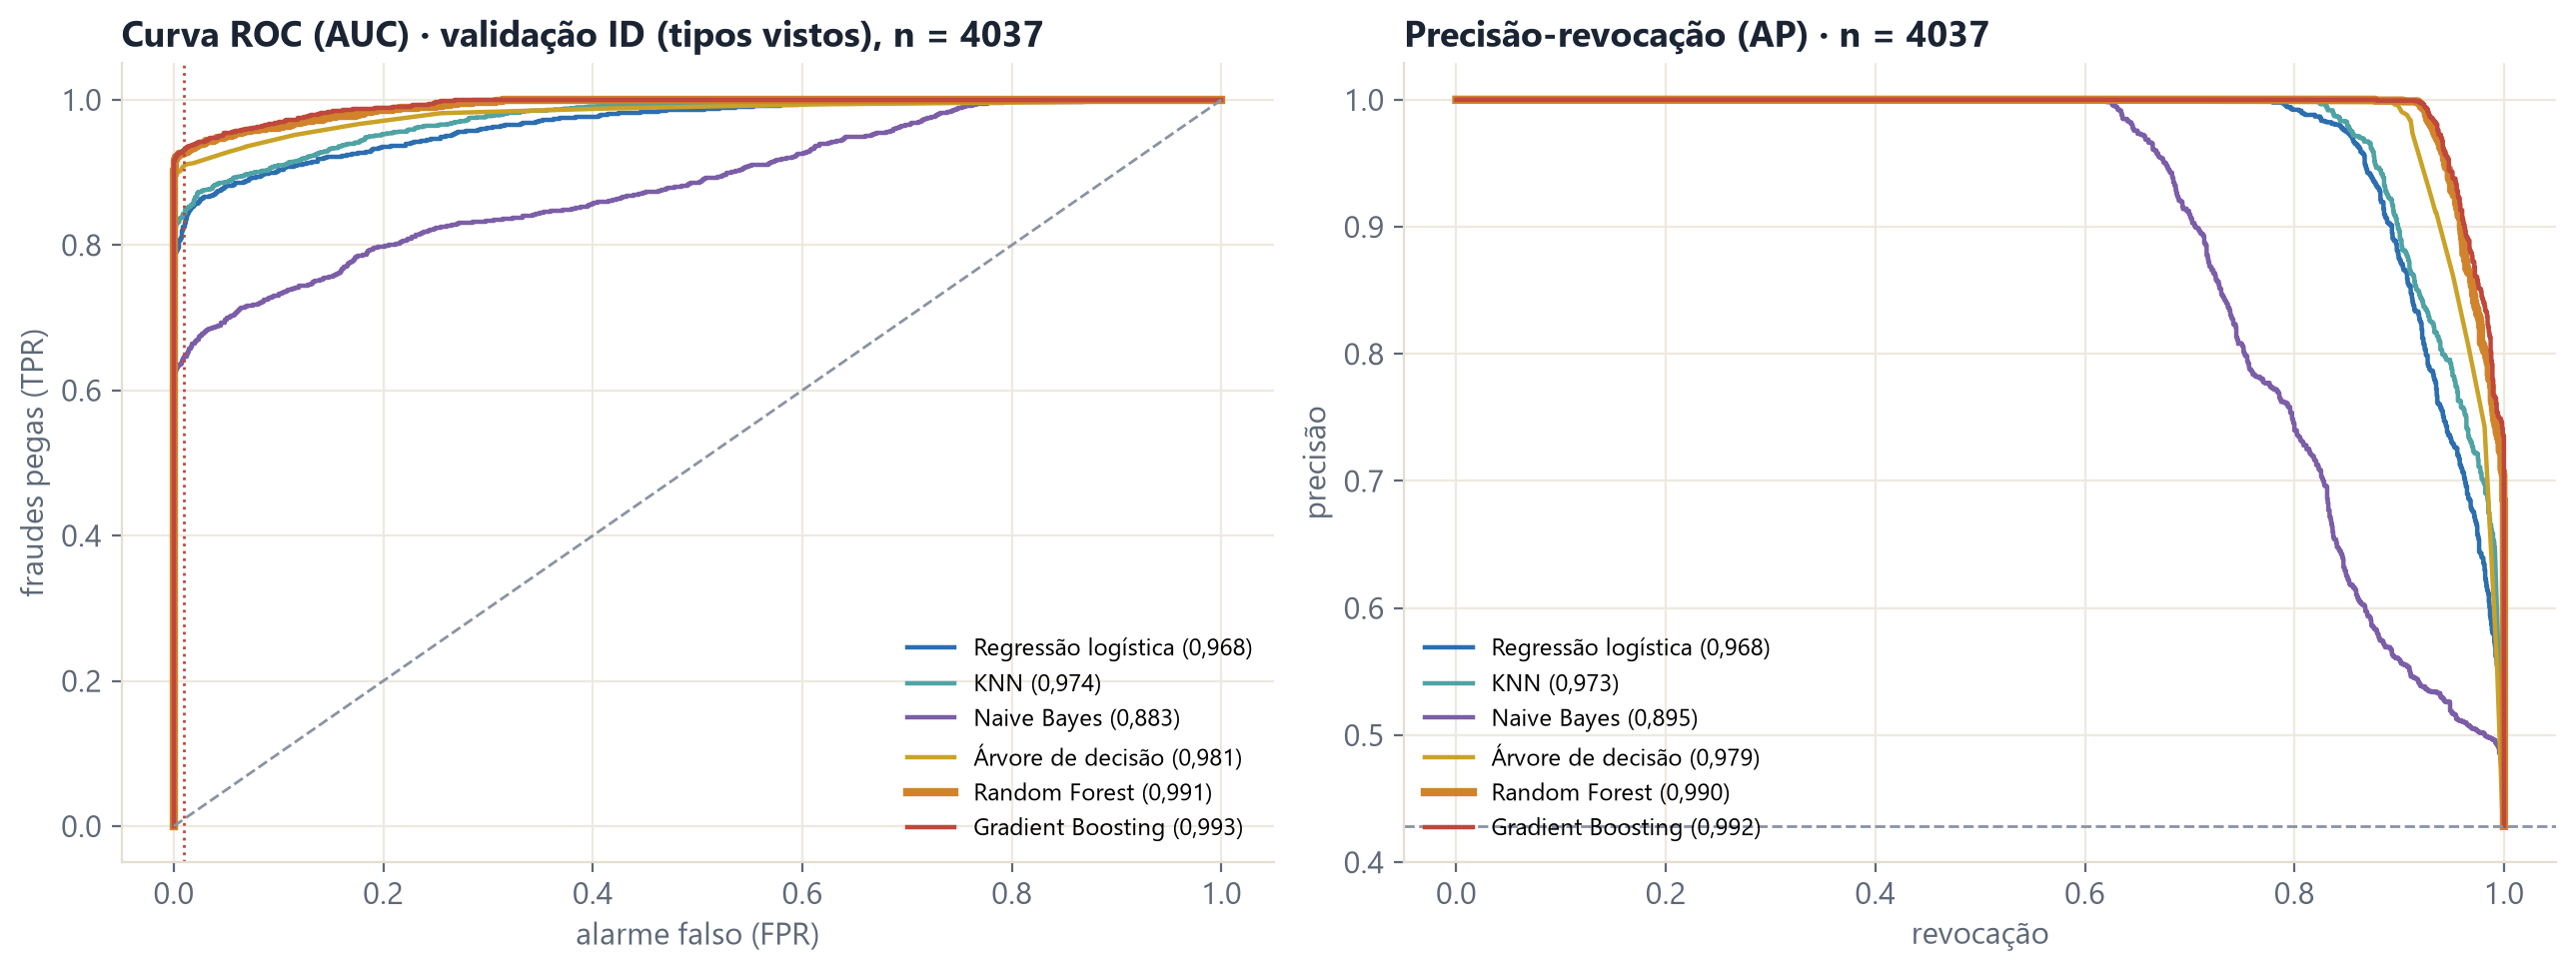 Curva ROC (AUC) · validação ID (tipos vistos), n = 4037
fraudes pegas (TPR)
1.0
0.8
0.6
0.4
0.2
0.0
Regressão logística (0,968)
KNN (0,974)
Naive Bayes (0,883)
Árvore de decisão (0,981)
Random Forest (0,991)
Gradient Boosting (0,993)
0.0 0.2 0.4 0.6 0.8 1.0
alarme falso (FPR)
Precisão-revocação (AP) · n = 4037
precisão
1.0
0.9
0.8
0.7
0.6
0.5
0.4
Regressão logística (0,968)
KNN (0,973)
Naive Bayes (0,895)
Árvore de decisão (0,979)
Random Forest (0,990)
Gradient Boosting (0,992)
0.0 0.2 0.4 0.6 0.8 1.0
revocação